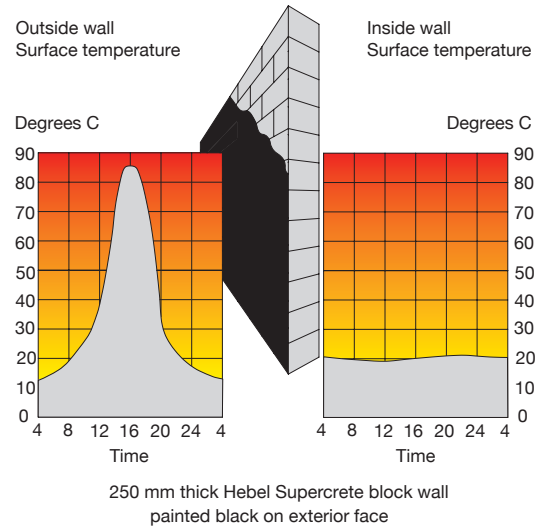 Outside wall
Surface temperature
Inside wall
Surface temperature
Degrees C
90
80
70
60
50
40
30
20
10
0
4 8 12 16 20 24 4
Time
Degrees C
90
80
70
60
50
40
30
20
10
0
4 8 12 16 20 24 4
Time
250 mm thick Hebel Supercrete block wall
painted black on exterior face